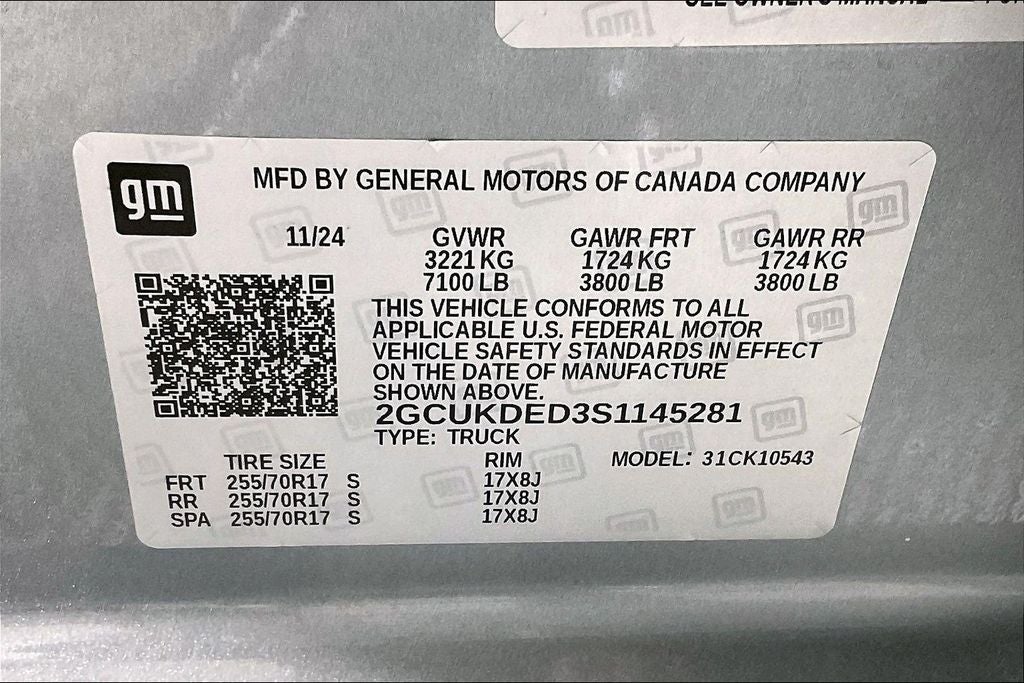 SEE OWNER'S MANUAL
gm
MFD BY GENERAL MOTORS OF CANADA COMPANY
11/24 GVWR GAWR FRT GAWR RR
3221 KG 1724 KG 1724 KG
7100 LB 3800 LB 3800 LB
THIS VEHICLE CONFORMS TO ALL
APPLICABLE U.S. FEDERAL MOTOR
VEHICLE SAFETY STANDARDS IN EFFECT
ON THE DATE OF MANUFACTURE
SHOWN ABOVE.
2GCUKDED3S1145281
TYPE: TRUCK
TIRE SIZE RIM MODEL: 31CK10543
FRT 255/70R17 S 17X8J
RR 255/70R17 S 17X8J
SPA 255/70R17 S 17X8J